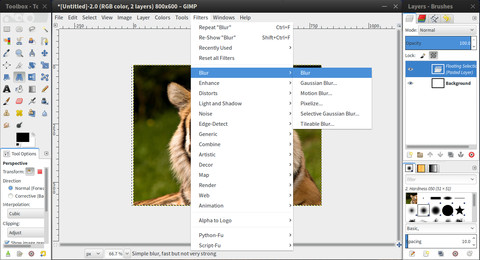 Toolbox - To
*[Untitled]-2.0 (RGB color, 2 layers) 800x600 – GIMP
Layers - Brushes
File Edit Select View Image Layer Colors Tools Filters Windows Help
Repeat "Blur" Ctrl+F
Re-Show "Blur" Shift+Ctrl+F
Recently Used
Reset all Filters
Blur
Enhance
Distorts
Light and Shadow
Noise
Edge-Detect
Generic
Combine
Artistic
Decor
Map
Render
Web
Animation
Alpha to Logo
Python-Fu
Script-Fu
Blur
Gaussian Blur...
Motion Blur...
Pixelize...
Selective Gaussian Blur...
Tileable Blur...
Tool Options
Perspective
Transform:
Direction
Normal (Forw
Corrective (Ba
Interpolation:
Cubic
Clipping:
Adjust
px
66.7 %
Simple blur, fast but not very strong
Mode: Normal
Opacity 100.0
Lock:
Floating Selectio
(Pasted Layer)
Background
2. Hardness 050 (51 × 51)
Basic,
Spacing 10.0